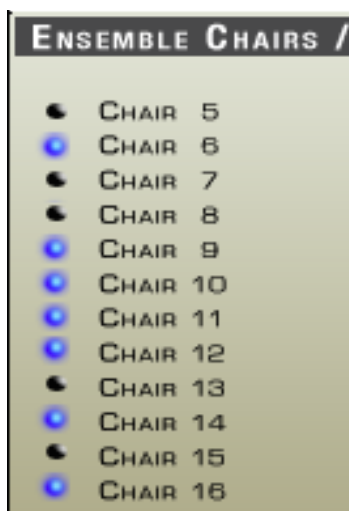 ENSEMBLE CHAIRS /
CHAIR 5
CHAIR 6
CHAIR 7
CHAIR 8
CHAIR 9
CHAIR 10
CHAIR 11
CHAIR 12
CHAIR 13
CHAIR 14
CHAIR 15
CHAIR 16